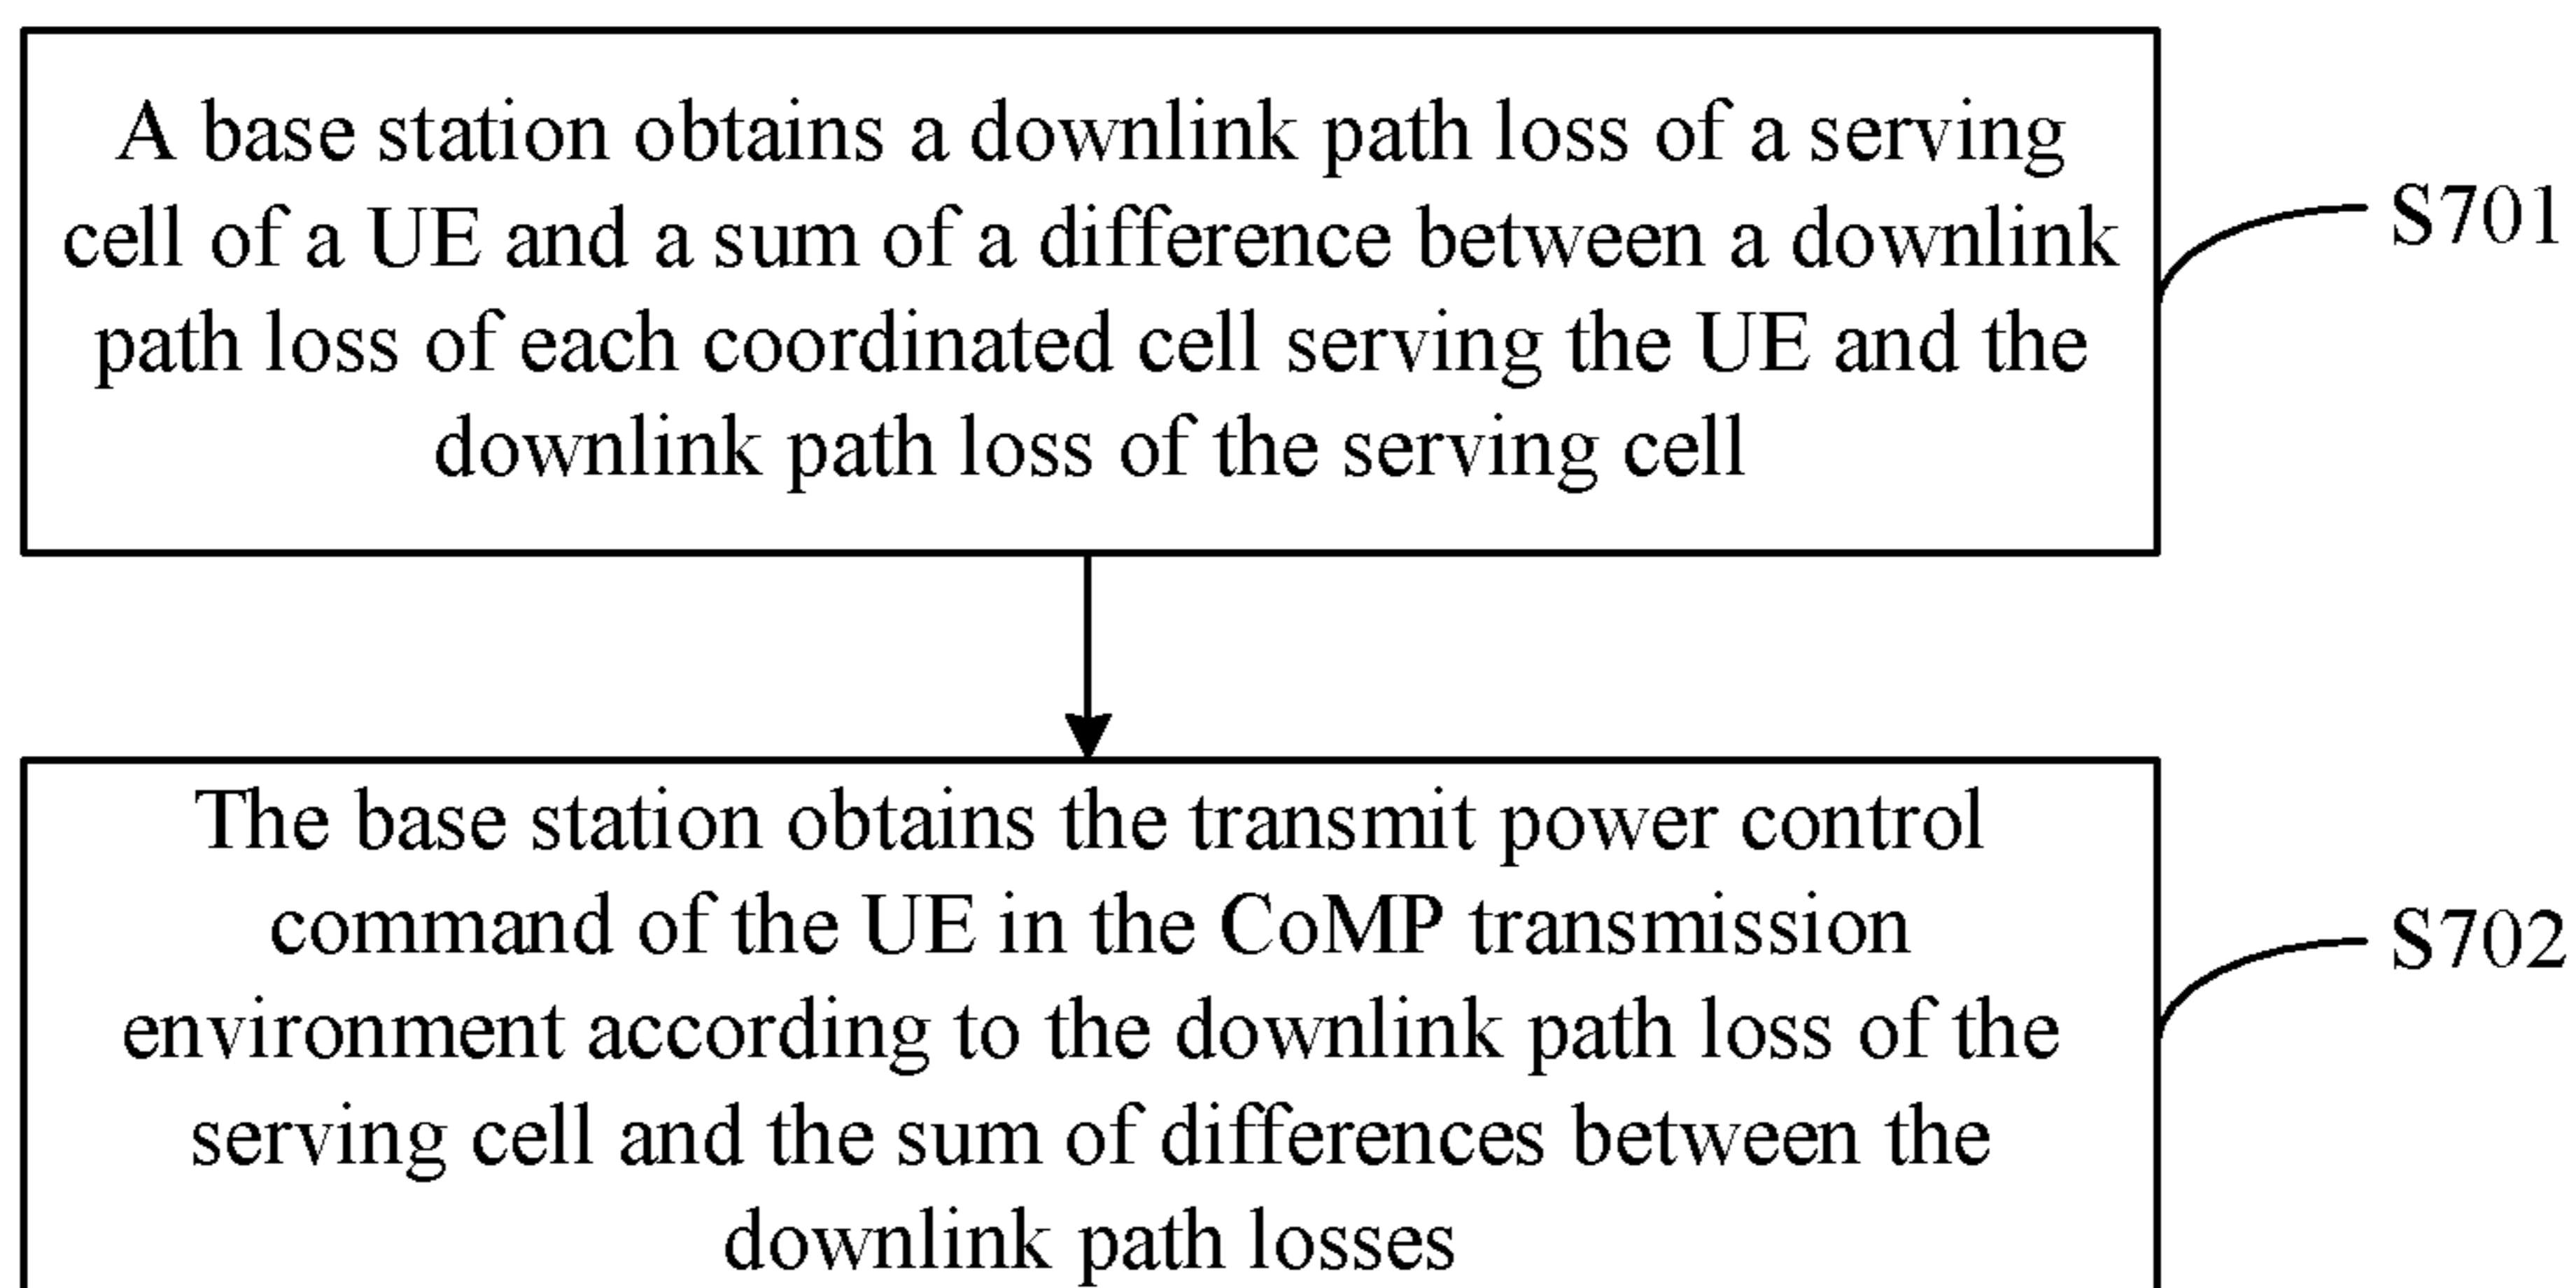 A base station obtains a downlink path loss of a serving
cell of a UE and a sum of a difference between a downlink
path loss of each coordinated cell serving the UE and the
downlink path loss of the serving cell
S701
The base station obtains the transmit power control
command of the UE in the CoMP transmission
environment according to the downlink path loss of the
serving cell and the sum of differences between the
downlink path losses
S702